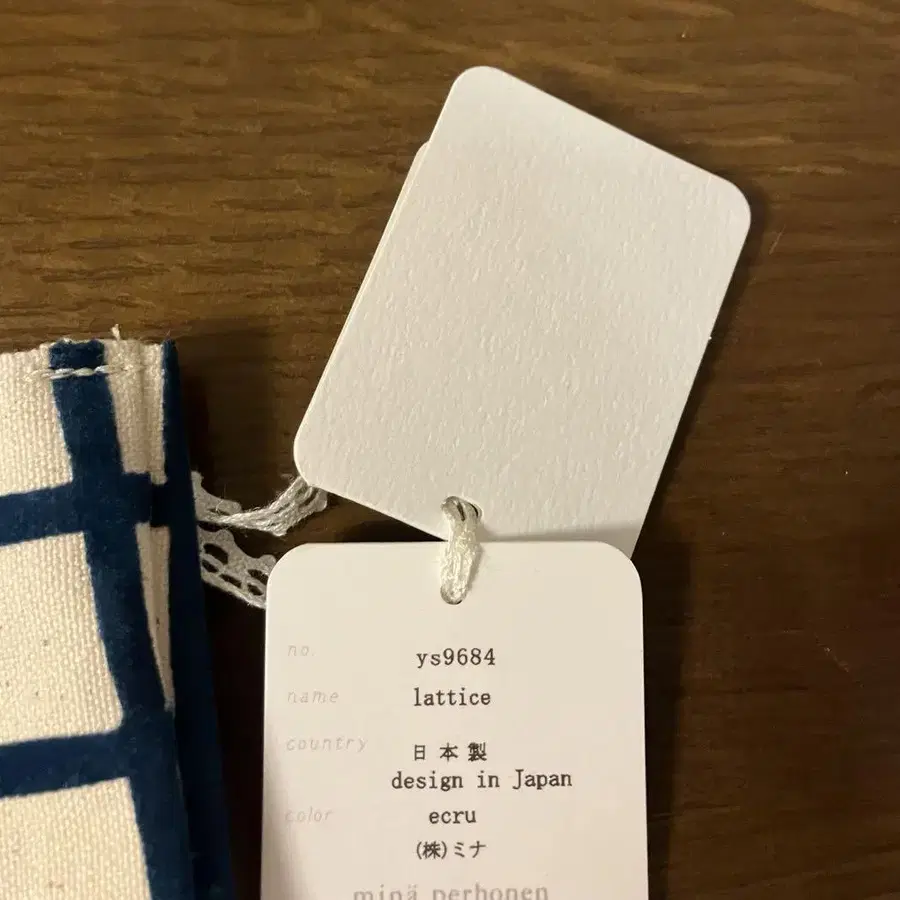 no. ys9684
name lattice
country 日本製
design in Japan
color ecru
(株)ミナ
minä perhonen